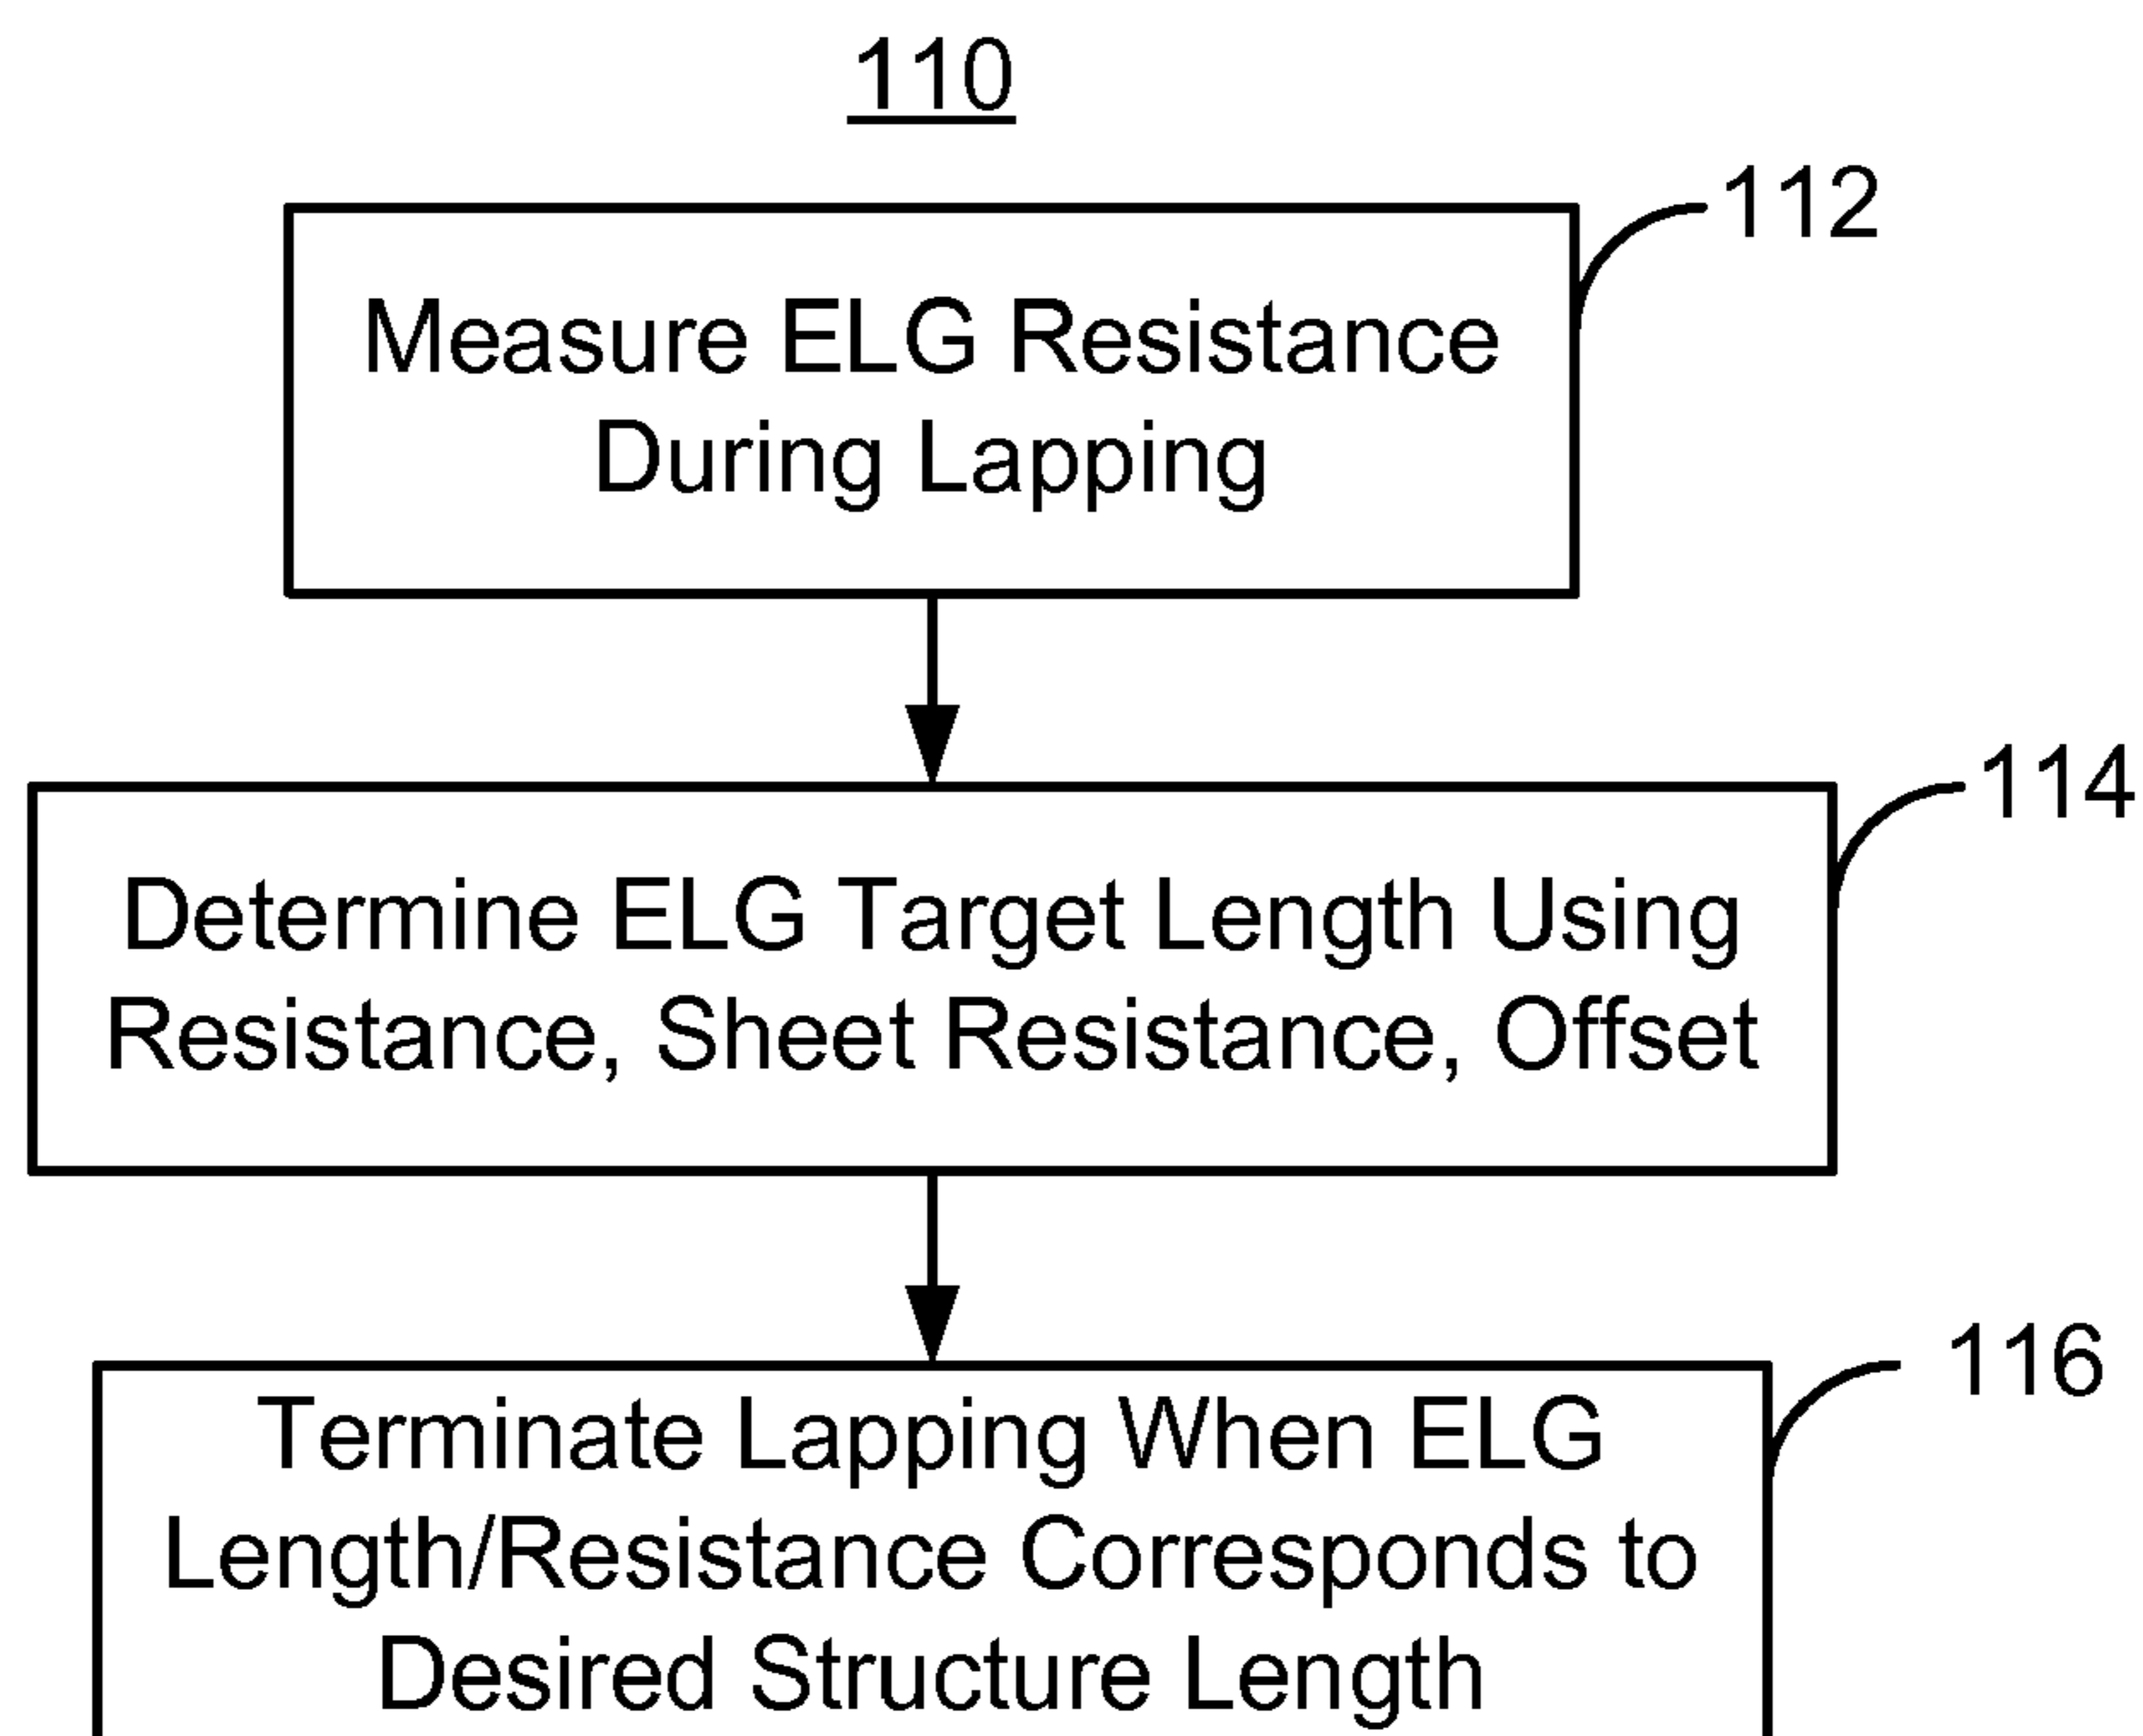 110
112
Measure ELG Resistance
During Lapping
114
Determine ELG Target Length Using
Resistance, Sheet Resistance, Offset
116
Terminate Lapping When ELG
Length/Resistance Corresponds to
Desired Structure Length